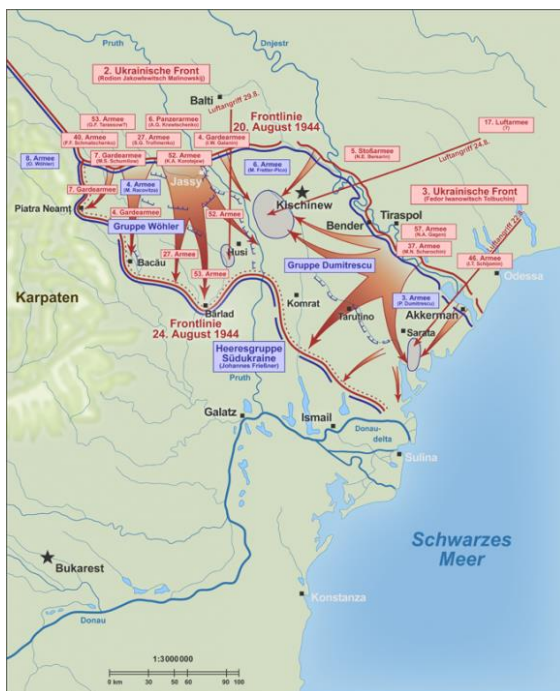 Pruth
Dnjestr
2. Ukrainische Front
(Rodion Jakowlewitsch Malinowskij)
Balti
Luftangriff 29.8.
53. Armee
6. Panzerarmee
40. Armee
27. Armee
4. Gardearmee
Frontlinie
20. August 1944
17. Luftarmee
(?)
Luftangriff 24.8.
8. Armee
(O. Wöhler)
7. Gardearmee
52. Armee
5. Stoßarmee
4. Armee
Jassy
6. Armee
(M. Fretter-Pico)
3. Ukrainische Front
(Fedor Iwanowitsch Tolbuchin)
7. Gardearmee
Kischinew
Piatra Neamt
4. Gardearmee
52. Armee
Tiraspol
Bender
57. Armee
(N.A. Gagen)
Luftangriff 22.8.
Gruppe Wöhler
37. Armee
46. Armee
Husi
Bacău
27. Armee
Gruppe Dumitrescu
Odessa
53. Armee
Karpaten
Komrat
3. Armee
(P. Dumitrescu)
Akkerman
Bârlad
Tarutino
Frontlinie
24. August 1944
Sarata
Heeresgruppe
Südukraine
(Johannes Frießner)
Pruth
Galatz
Ismail
Donau-
delta
Sulina
Schwarzes
Meer
Bukarest
Konstanza
Donau
1:3000000
0 km 30 50 60 90 100